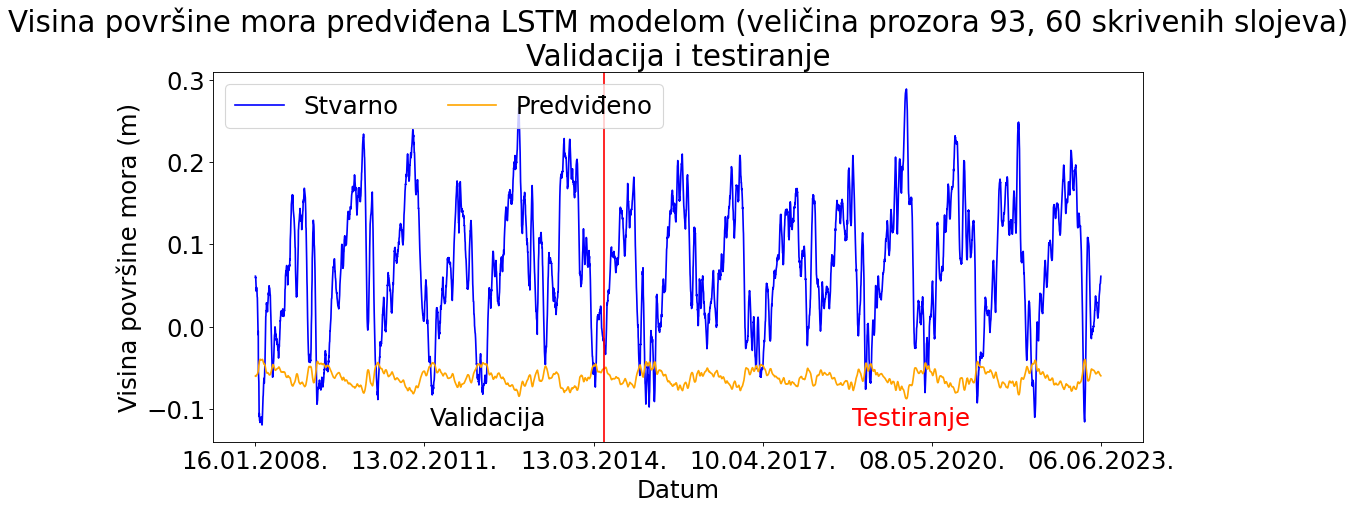 Visina površine mora predviđena LSTM modelom (veličina prozora 93, 60 skrivenih slojeva)
Validacija i testiranje
Stvarno
Predviđeno
Visina površine mora (m)
0.3
0.2
0.1
0.0
−0.1
Validacija
Testiranje
16.01.2008.
13.02.2011.
13.03.2014.
10.04.2017.
08.05.2020.
06.06.2023.
Datum